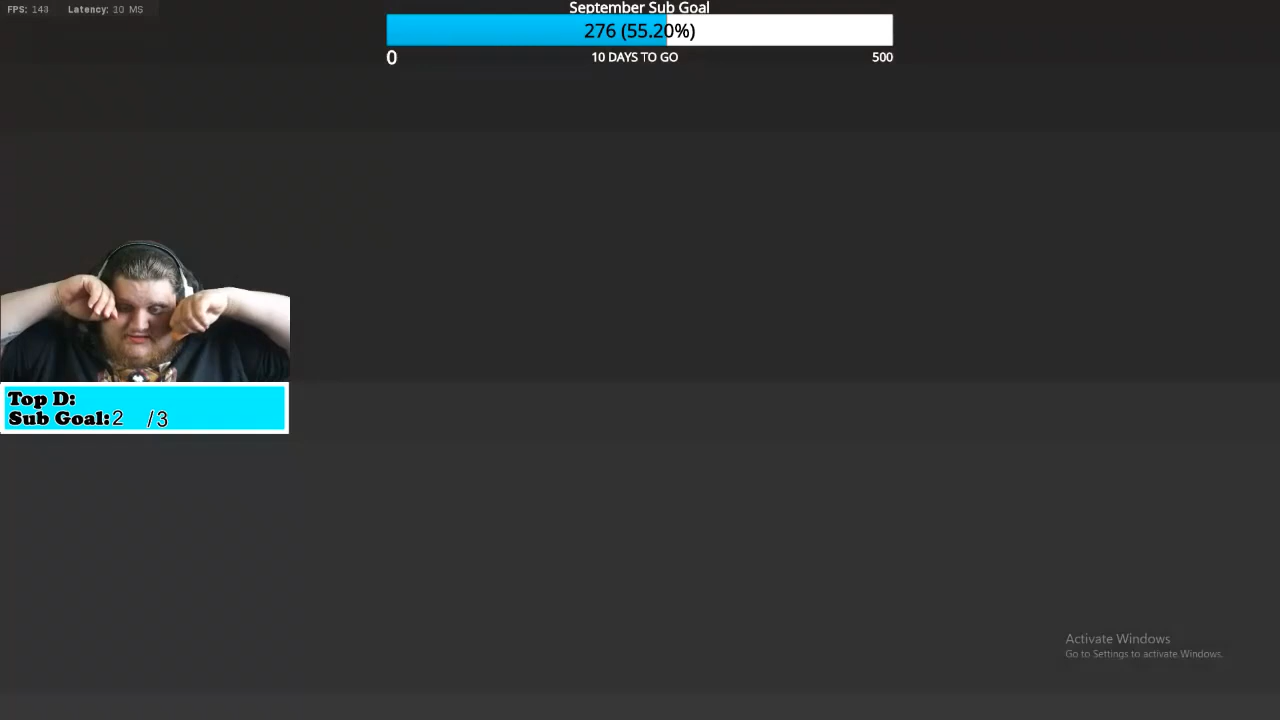 FPS: 143 Latency: 30 MS
September Sub Goal
276 (55.20%)
0 10 DAYS TO GO 500
Top D:
Sub Goal: 2 /3
Activate Windows
Go to Settings to activate Windows.